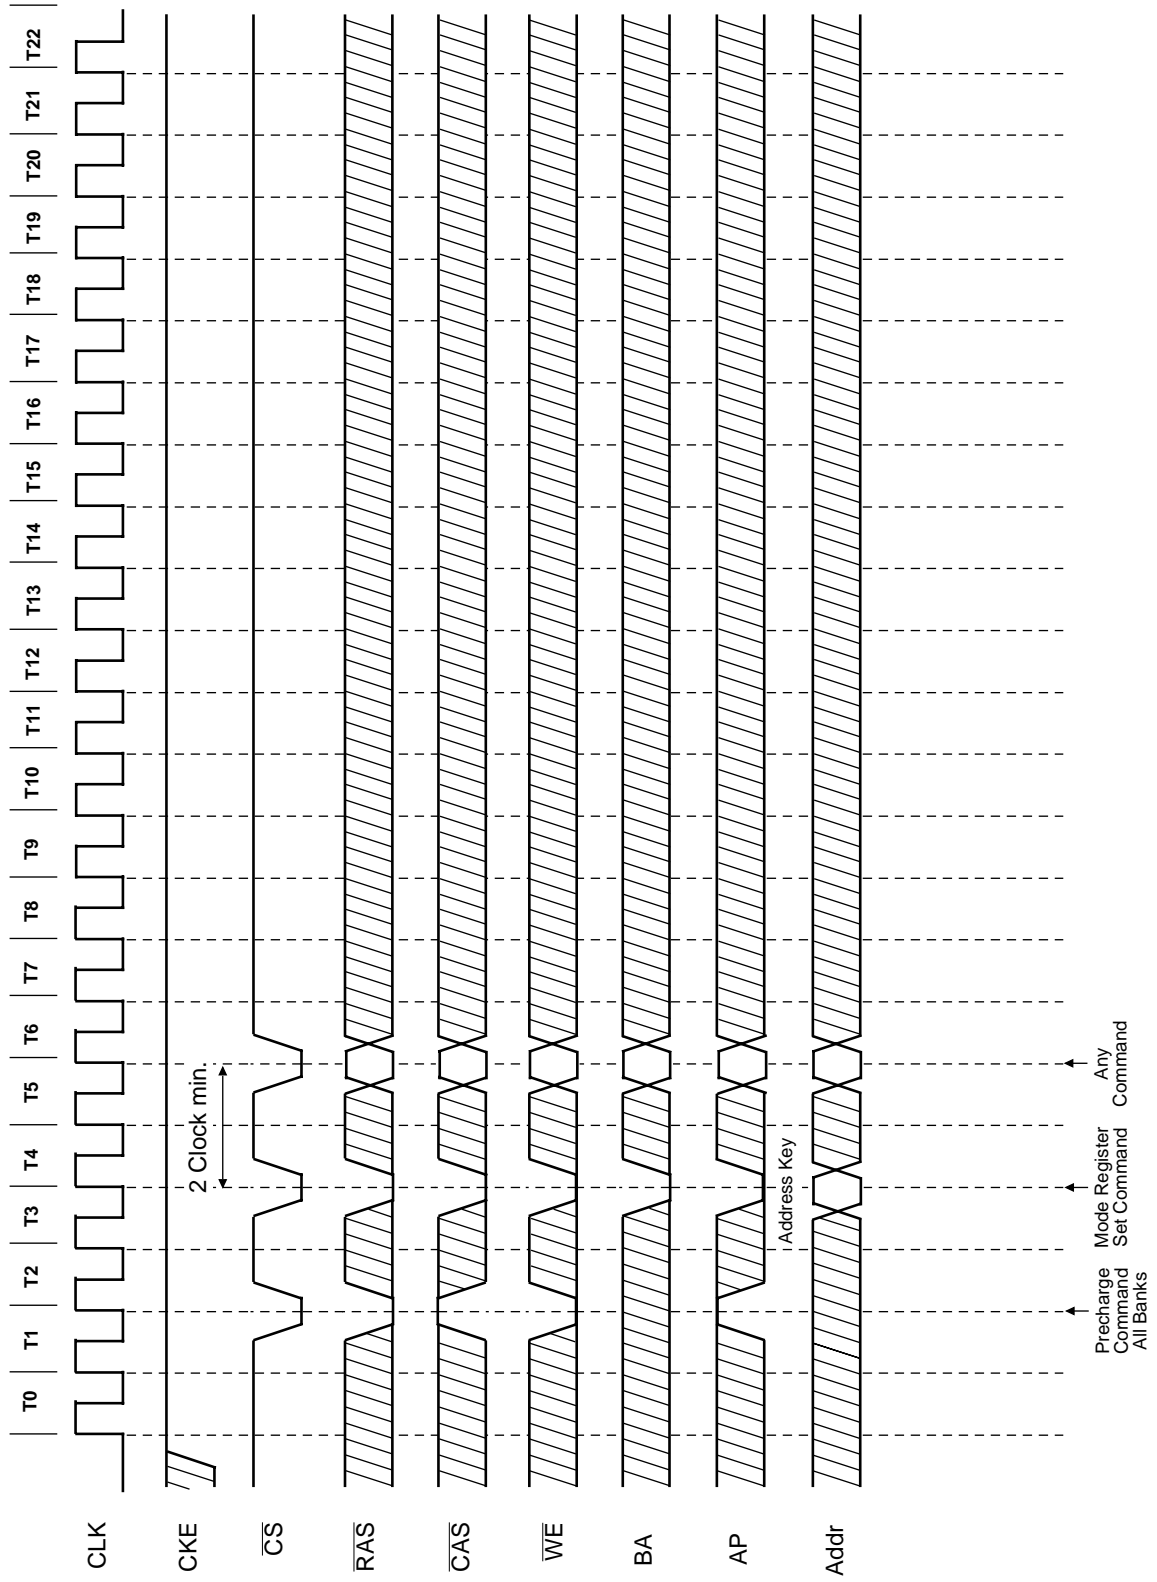 T0 T1 T2 T3 T4 T5 T6 T7 T8 T9 T10 T11 T12 T13 T14 T15 T16 T17 T18 T19 T20 T21 T22
CLK
CKE
2 Clock min.
CS
RAS
CAS
WE
BA
AP
Address Key
Addr
Precharge
Command
All Banks
Mode Register
Set Command
Any
Command